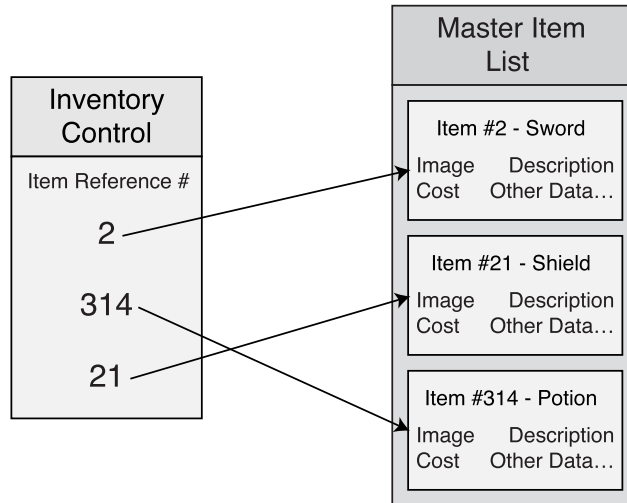 Inventory
Control
Item Reference #
2
314
21
Master Item
List
Item #2 - Sword
Image Description
Cost Other Data...
Item #21 - Shield
Image Description
Cost Other Data...
Item #314 - Potion
Image Description
Cost Other Data...